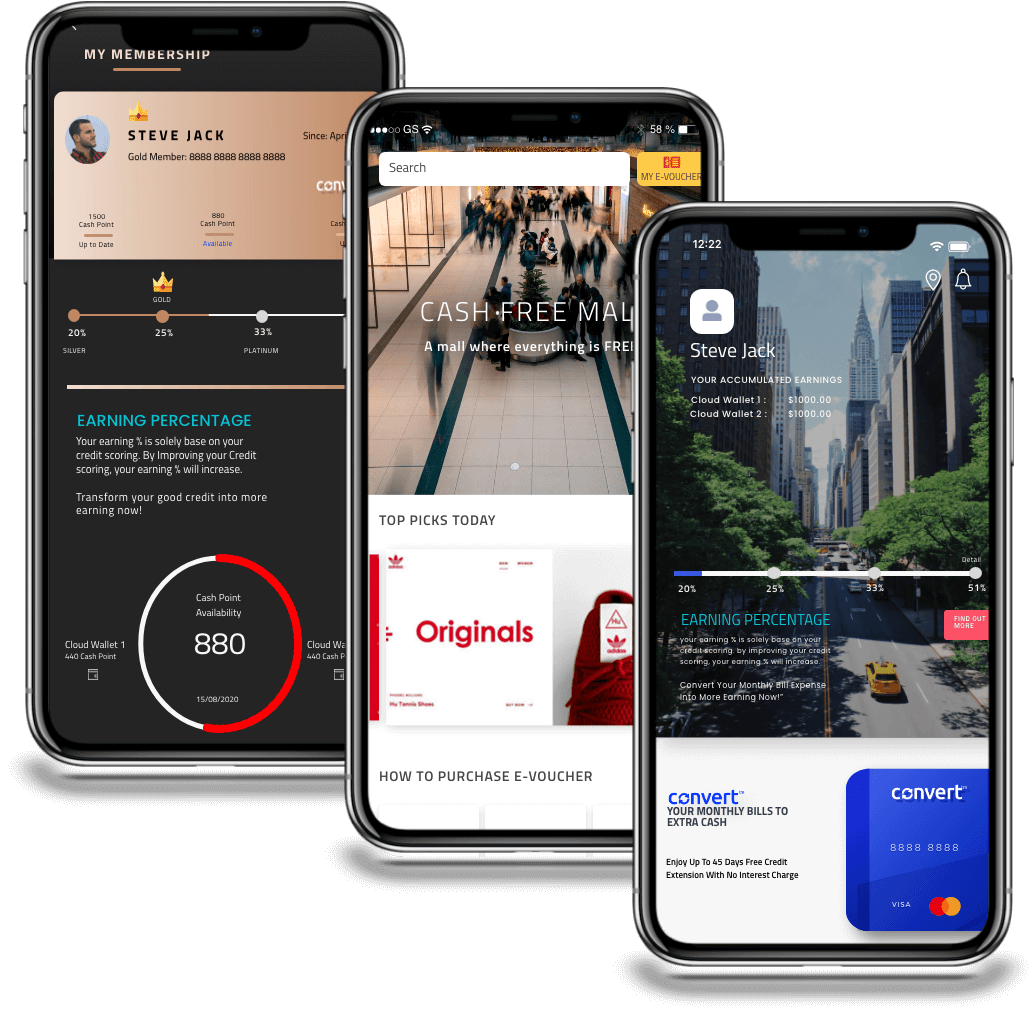 MY MEMBERSHIP
STEVE JACK
Since: Apri
Gold Member: 8888 8888 8888 8888
conv
1500
Cash Point
Up to Date
880
Cash Point
Available
Cash
GOLD
20%
25%
33%
SILVER
PLATINUM
EARNING PERCENTAGE
Your earning % is solely base on your
credit scoring. By Improving your Credit
scoring, your earning % will increase.
Transform your good credit into more
earning now!
Cash Point
Availability
880
15/08/2020
Cloud Wallet 1
440 Cash Point
Cloud Wa
440 Cash P
GS
58 %
Search
MY E-VOUCHER
CASH FREE MAL
A mall where everything is FREE
TOP PICKS TODAY
Originals
Hu Tennis Shoes
BUY NOW
adidas
HOW TO PURCHASE E-VOUCHER
12:22
Steve Jack
YOUR ACCUMULATED EARNINGS
Cloud Wallet 1 : $1000.00
Cloud Wallet 2 : $1000.00
Detail
20%
25%
33%
51%
EARNING PERCENTAGE
your earning % is solely base on your
credit scoring. by improving your credit
scoring, your earning % will increase.
Convert Your Monthly Bill Expense
Into More Earning Now!"
FIND OUT
MORE
convert™
YOUR MONTHLY BILLS TO
EXTRA CASH
Enjoy Up To 45 Days Free Credit
Extension With No Interest Charge
convert™
8888 8888
VISA